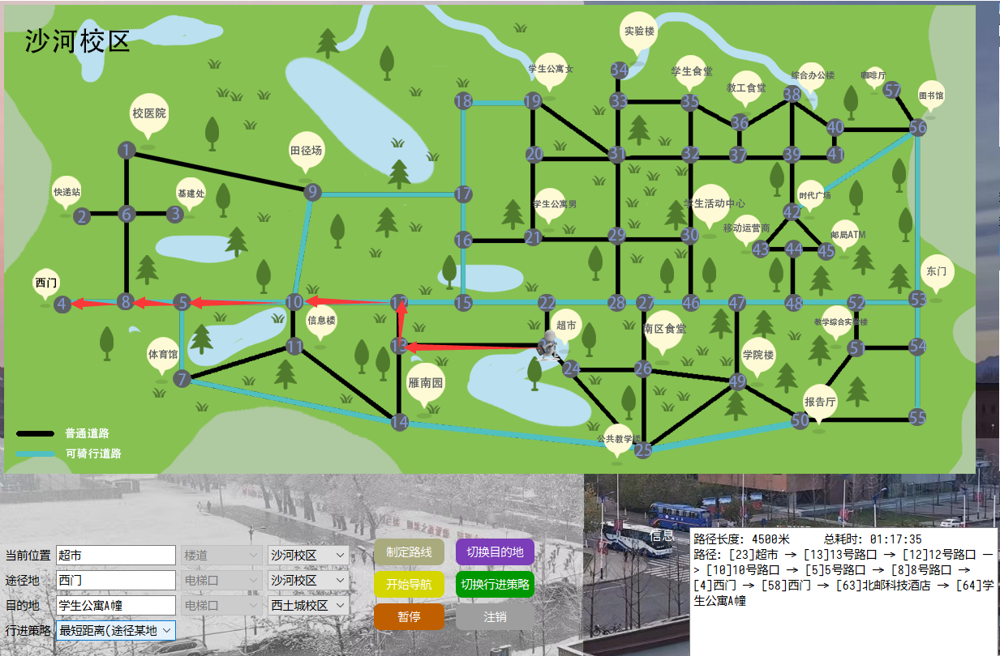 沙河校区
实验楼
学生公寓女
学生食堂
教工食堂
综合办公楼
咖啡厅
图书馆
34
57
38
18
19
33
35
36
40
56
校医院
田径场
1
20
31
32
37
39
41
快递站
基建处
9
17
学生公寓男
学生活动中心
时代广场
2
6
3
42
移动运营商
邮局ATM
16
21
29
30
43
44
45
西门
东门
4
8
5
10
12
15
22
28
27
46
47
48
52
53
信息楼
超市
南区食堂
教学综合实验楼
体育馆
11
13
学院楼
51
54
24
26
7
雁南园
49
报告厅
14
50
55
公共教学楼
25
普通道路
可骑行道路
当前位置 超市 楼道 沙河校区
途径地 西门 电梯口 沙河校区
目的地 学生公寓A幢 电梯口 西土城校区
行进策略 最短距离(途径某地
制定路线 切换目的地
开始导航 切换行进策略
暂停 注销
信息
路径长度: 4500米 总耗时: 01:17:35
路径: [23]超市 -> [13]13号路口 -> [12]12号路口 -
> [10]10号路口 -> [5]5号路口 -> [8]8号路口 ->
[4]西门 -> [58]西门 -> [63]北邮科技酒店 -> [64]学
生公寓A幢